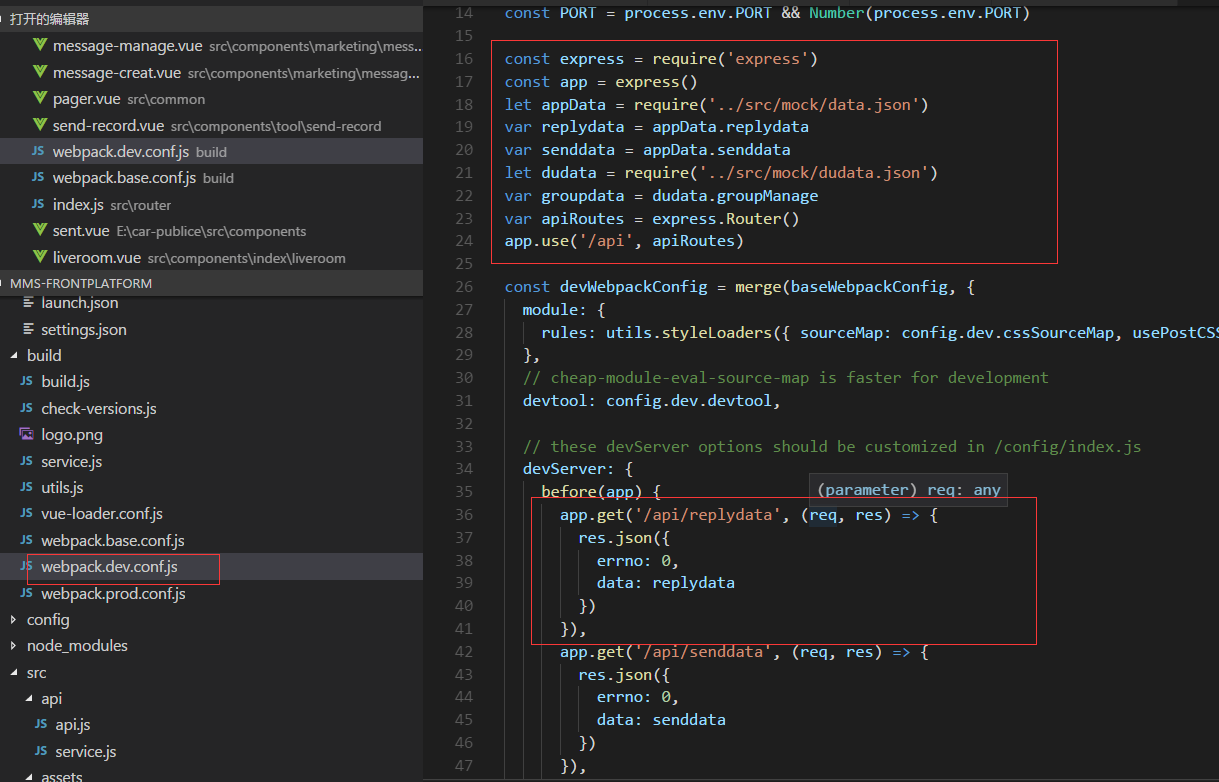 打开的编辑器
message-manage.vue src\components\marketing\mess...
message-creat.vue src\components\marketing\messag...
pager.vue src\common
send-record.vue src\components\tool\send-record
JS webpack.dev.conf.js build
JS webpack.base.conf.js build
JS index.js src\router
sent.vue E:\car-publice\src\components
liveroom.vue src\components\index\liveroom
MMS-FRONTPLATFORM
launch.json
settings.json
build
JS build.js
JS check-versions.js
logo.png
JS service.js
JS utils.js
JS vue-loader.conf.js
JS webpack.base.conf.js
JS webpack.dev.conf.js
JS webpack.prod.conf.js
config
node_modules
src
api
JS api.js
JS service.js
assets
14 const PORT = process.env.PORT && Number(process.env.PORT)
15
16 const express = require('express')
17 const app = express()
18 let appData = require('../src/mock/data.json')
19 var replydata = appData.replydata
20 var senddata = appData.senddata
21 let dudata = require('../src/mock/dudata.json')
22 var groupdata = dudata.groupManage
23 var apiRoutes = express.Router()
24 app.use('/api', apiRoutes)
25
26 const devWebpackConfig = merge(baseWebpackConfig, {
27 module: {
28 rules: utils.styleLoaders({ sourceMap: config.dev.cssSourceMap, usePostCSS
29 },
30 // cheap-module-eval-source-map is faster for development
31 devtool: config.dev.devtool,
32
33 // these devServer options should be customized in /config/index.js
34 devServer: {
35 before(app) {
(parameter) req: any
36 app.get('/api/replydata', (req, res) => {
37 res.json({
38 errno: 0,
39 data: replydata
40 })
41 }),
42 app.get('/api/senddata', (req, res) => {
43 res.json({
44 errno: 0,
45 data: senddata
46 })
47 }),